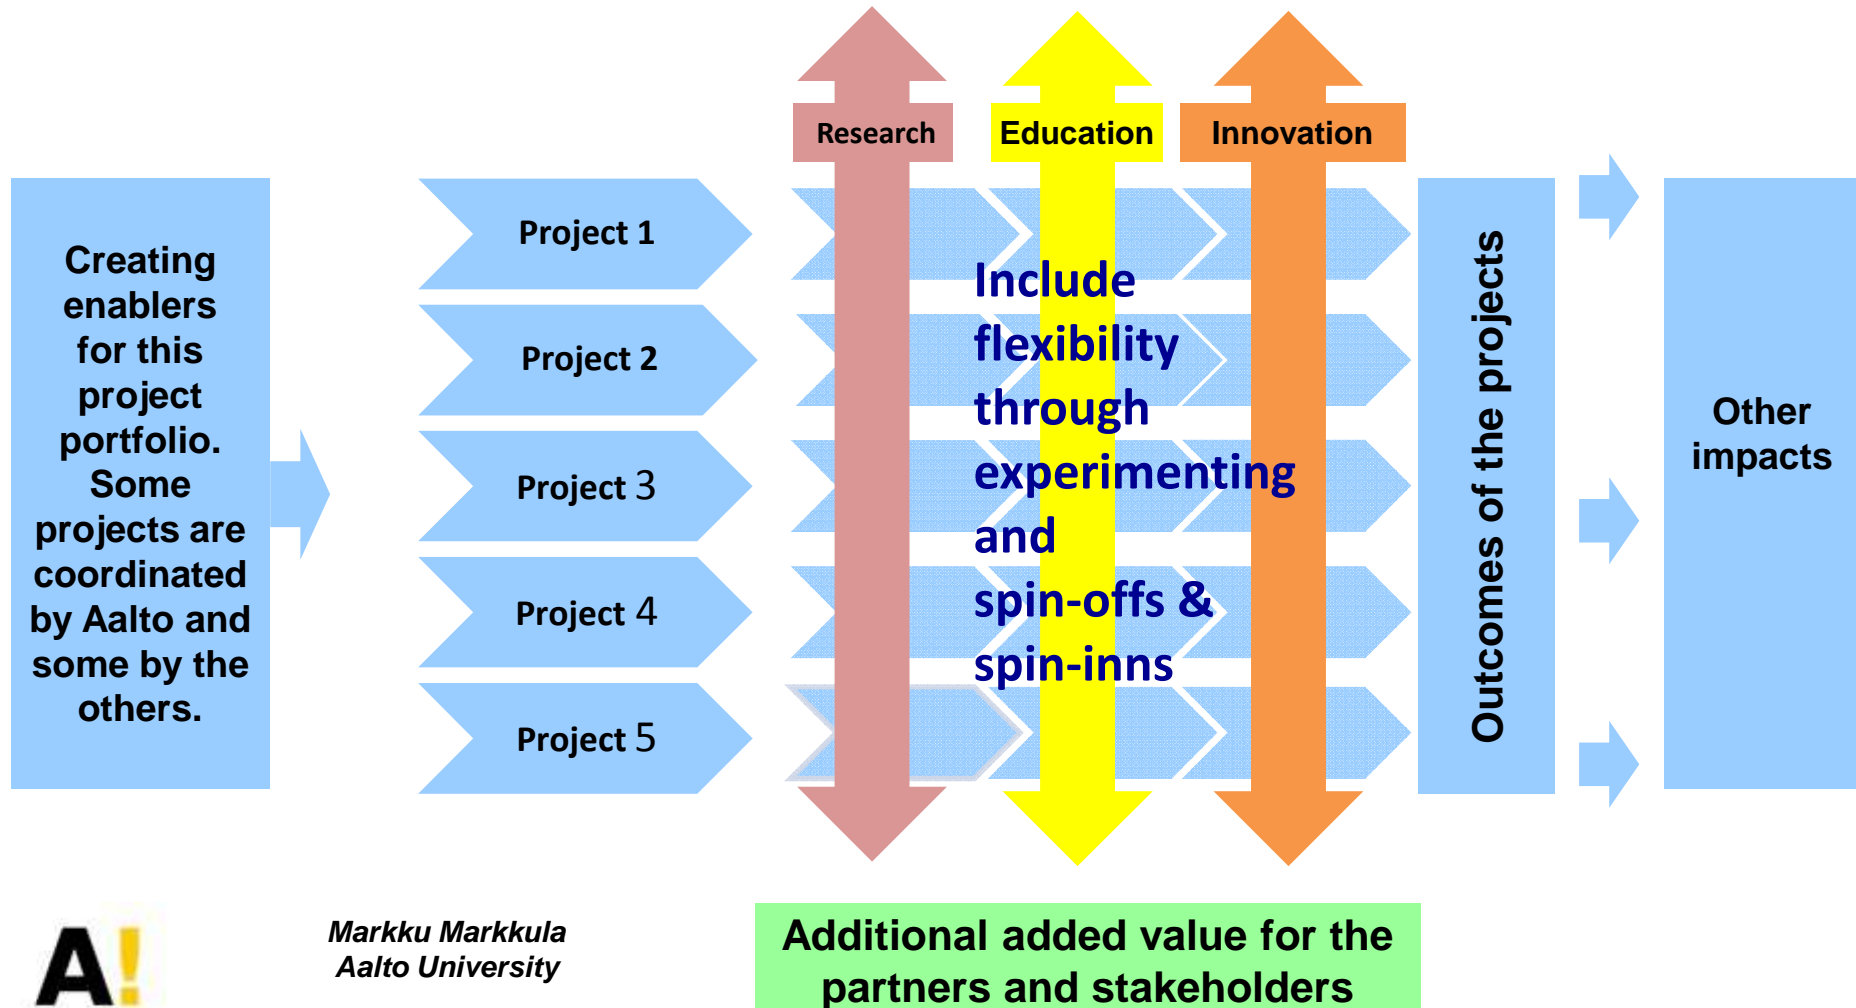 Research
Education
Innovation
Creating
enablers
for this
project
portfolio.
Some
projects are
coordinated
by Aalto and
some by the
others.
Project 1
Project 2
Project 3
Project 4
Project 5
Include
flexibility
through
experimenting
and
spin-offs &
spin-inns
Outcomes of the projects
Other
impacts
A!
Markku Markkula
Aalto University
Additional added value for the
partners and stakeholders